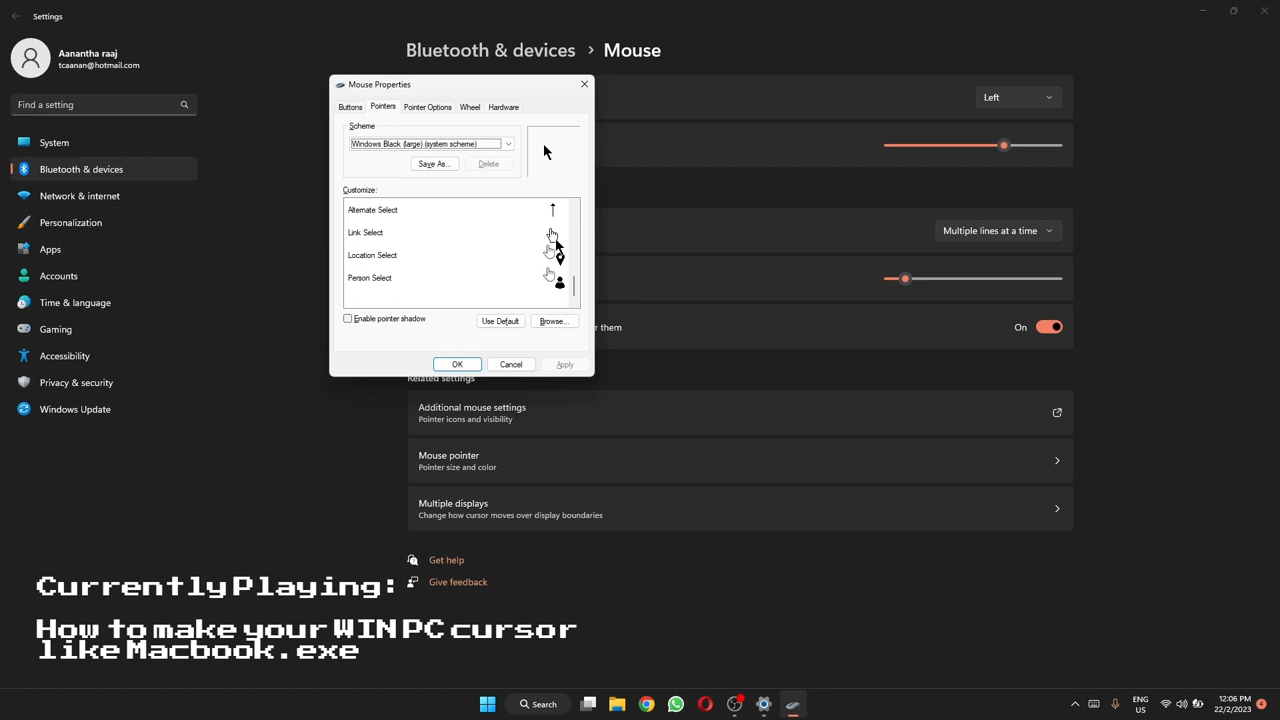 Settings
Aanantha raaj
tcaanan@hotmail.com
Find a setting
System
Bluetooth & devices
Network & internet
Personalization
Apps
Accounts
Time & language
Gaming
Accessibility
Privacy & security
Windows Update
Bluetooth & devices › Mouse
Left
Multiple lines at a time
r them
On
Related settings
Additional mouse settings
Pointer icons and visibility
Mouse pointer
Pointer size and color
Multiple displays
Change how cursor moves over display boundaries
Get help
Give feedback
Mouse Properties
Buttons Pointers Pointer Options Wheel Hardware
Scheme
Windows Black (large) (system scheme)
Save As... Delete
Customize:
Alternate Select
Link Select
Location Select
Person Select
Enable pointer shadow
Use Default Browse...
OK Cancel Apply
Currently Playing:
How to make your WIN PC cursor
like Macbook.exe
Search
ENG
US
12:06 PM
22/2/2023
4